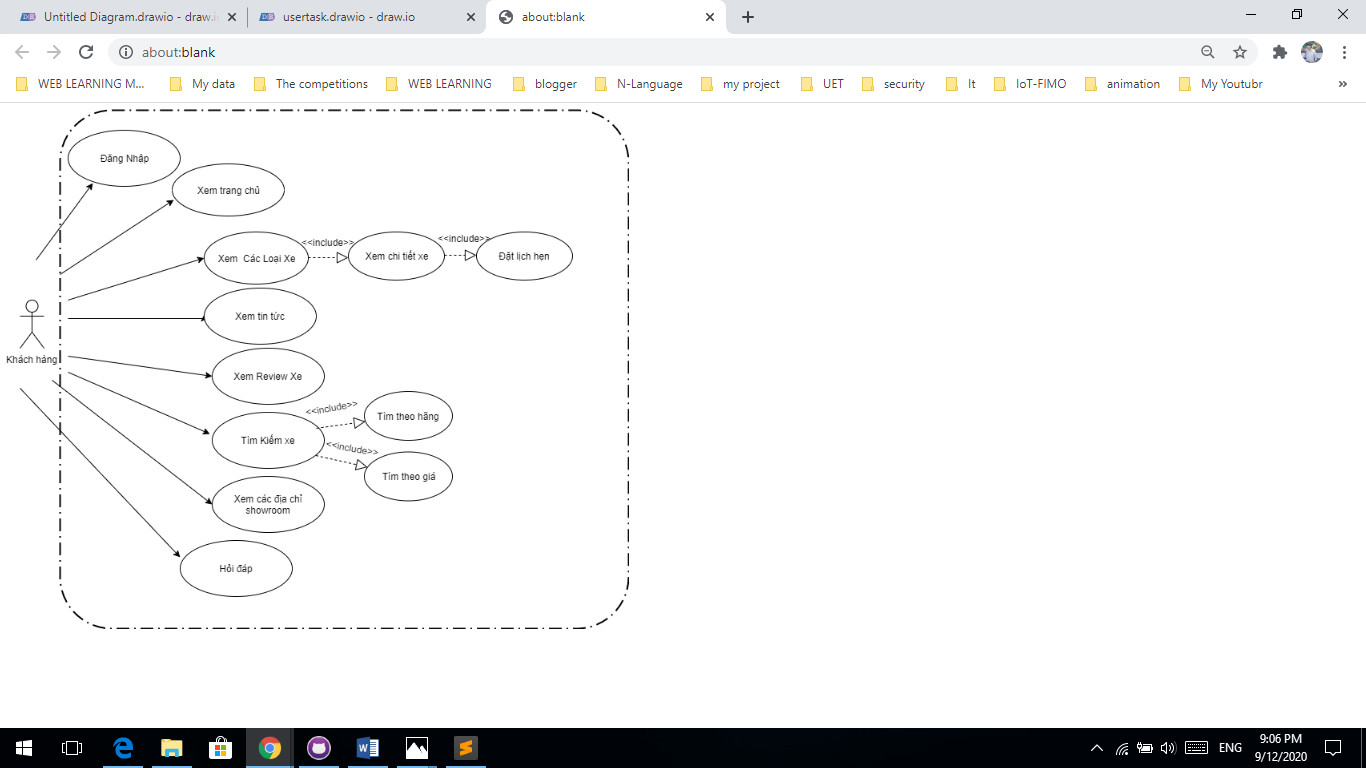 Untitled Diagram.drawio - draw.i
usertask.drawio - draw.io
about:blank
about:blank
WEB LEARNING M...
My data
The competitions
WEB LEARNING
blogger
N-Language
my project
UET
security
It
IoT-FIMO
animation
My Youtubr
»
Đăng Nhập
Xem trang chủ
<<include>>
<<include>>
Xem Các Loại Xe
Xem chi tiết xe
Đặt lịch hẹn
Xem tin tức
Khách hàng
Xem Review Xe
<<include>>
Tìm theo hãng
Tìm Kiếm xe
<<include>>
Tìm theo giá
Xem các địa chỉ
showroom
Hỏi đáp
ENG
9:06 PM
9/12/2020